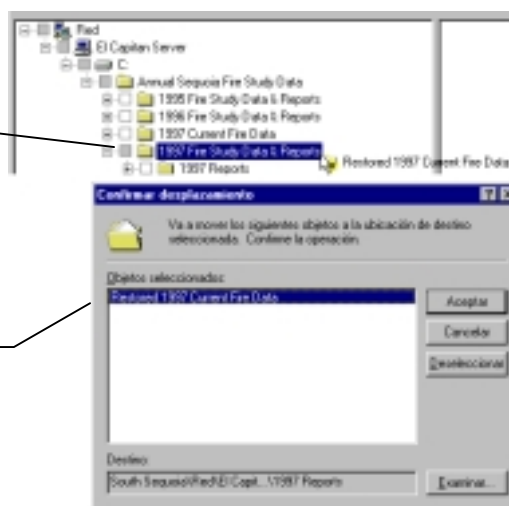 Red
El Capitan Server
C:
Annual Sequoia Fire Study Data
1995 Fire Study Data & Reports
1996 Fire Study Data & Reports
1997 Current Fire Data
1997 Fire Study Data & Reports
Restored 1997 Current Fire Data
1997 Reports
Confirmar desplazamiento
Va a mover los siguientes objetos a la ubicación de destino
seleccionada. Confirme la operación.
Objetos seleccionados:
Restored 1997 Current Fire Data
Aceptar
Cancelar
Deseleccionar
Destino:
South Sequoia\Red\El Capit...\1997 Reports
Examinar...